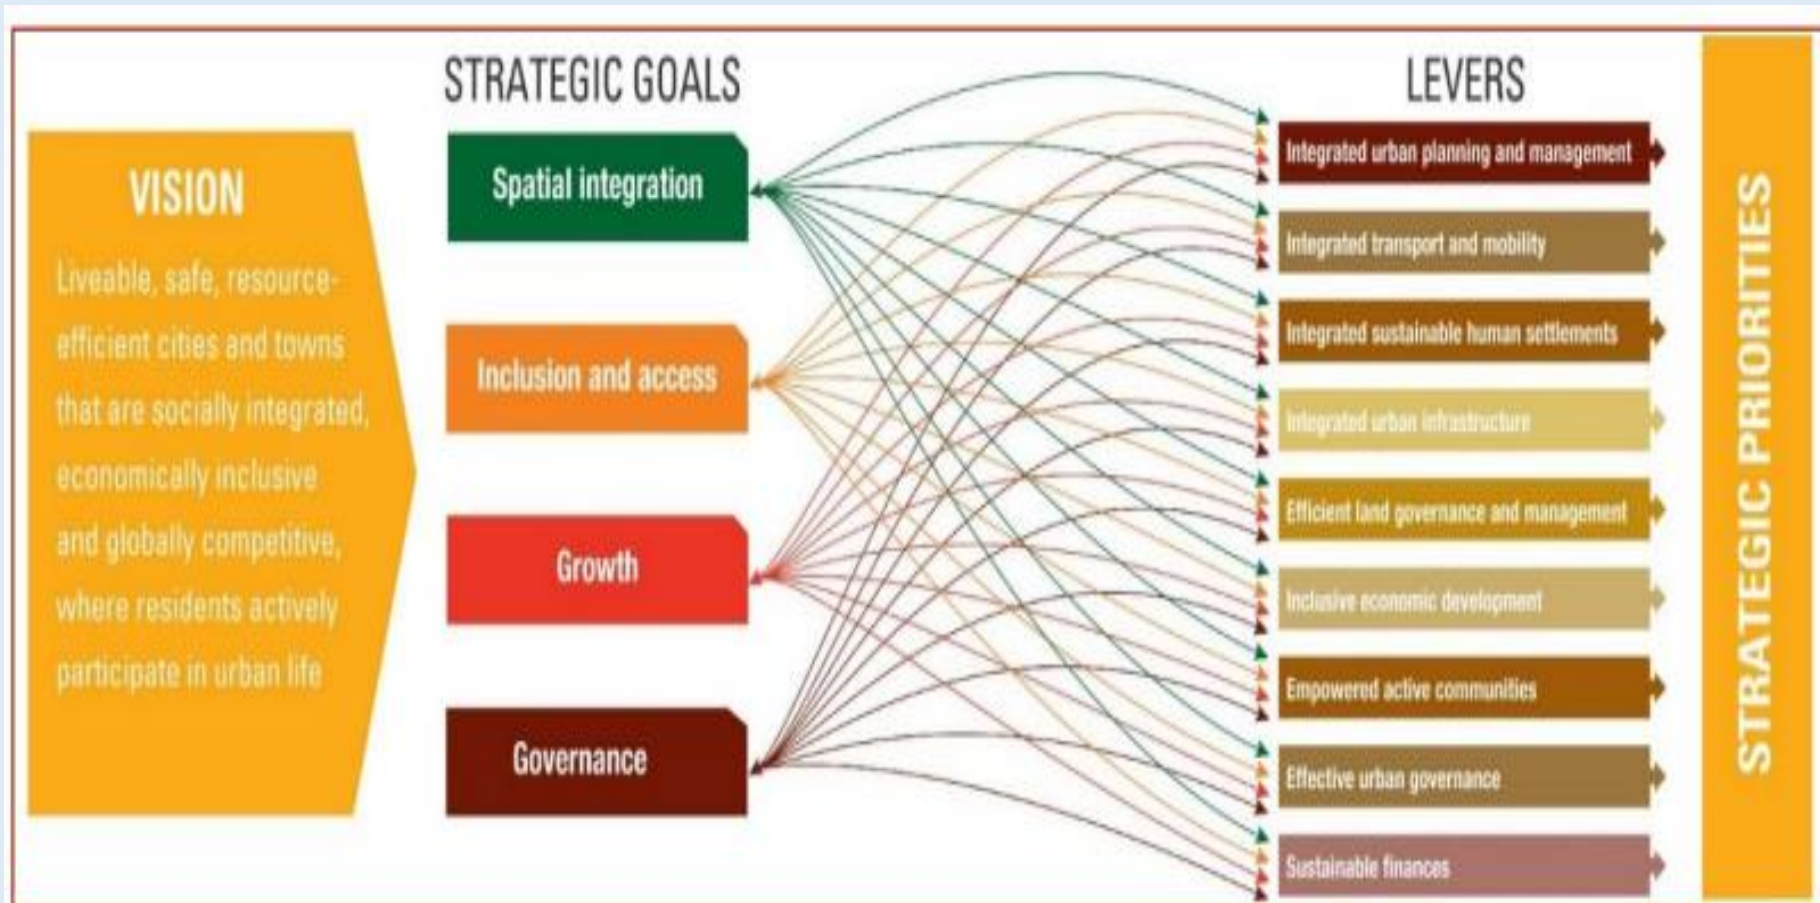 VISION
Liveable, safe, resource-
efficient cities and towns
that are socially integrated,
economically inclusive
and globally competitive,
where residents actively
participate in urban life
STRATEGIC GOALS
Spatial integration
Inclusion and access
Growth
Governance
LEVERS
Integrated urban planning and management
Integrated transport and mobility
Integrated sustainable human settlements
Integrated urban infrastructure
Efficient land governance and management
Inclusive economic development
Empowered active communities
Effective urban governance
Sustainable finances
STRATEGIC PRIORITIES